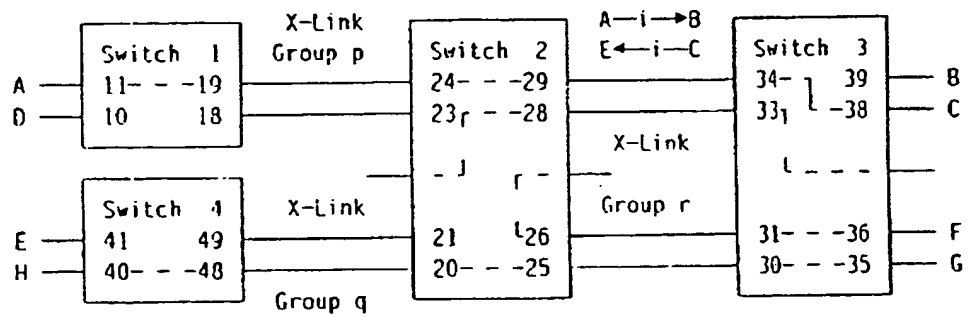 X-Link
Group p
A—i—►B
E◄—i—C
Switch 1
A 11- - -19
D 10 18
Switch 2
24- - -29
23 - -28
21 26
20- - -25
Switch 3
34- 39 B
33 -38 C
31- - -36 F
30- - -35 G
X-Link
Group r
Switch 4
E 41 49
H 40- - -48
X-Link
Group q